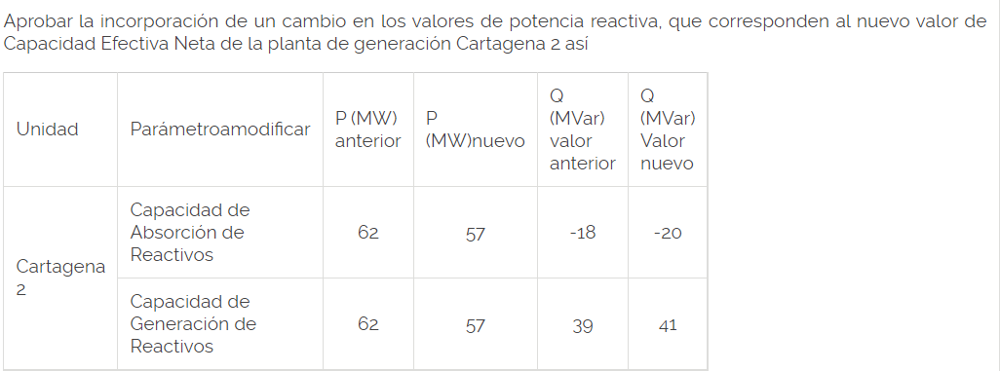 Aprobar la incorporación de un cambio en los valores de potencia reactiva, que corresponden al nuevo valor de
Capacidad Efectiva Neta de la planta de generación Cartagena 2 así
Unidad
Parámetroamodificar
P (MW)
anterior
P
(MW)nuevo
Q
(MVar)
valor
anterior
Q
(MVar)
Valor
nuevo
Cartagena
2
Capacidad de
Absorción de
Reactivos
62
57
-18
-20
Capacidad de
Generación de
Reactivos
62
57
39
41